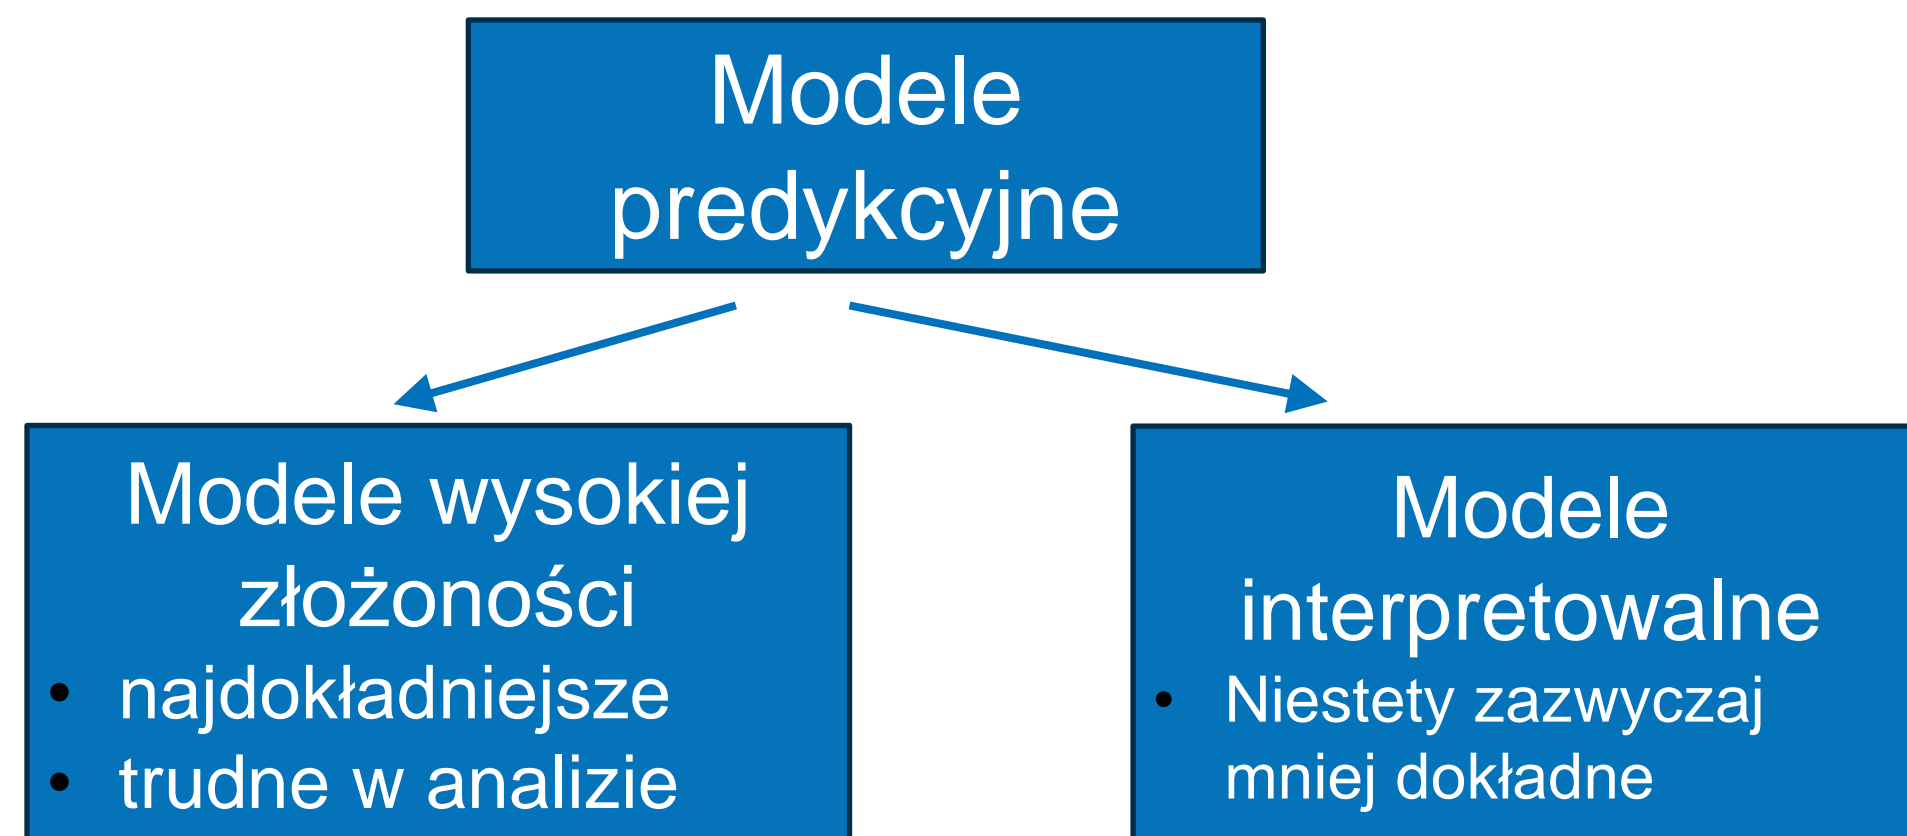 Modele
predykcyjne
Modele wysokiej
złożoności
• najdokładniejsze
• trudne w analizie
Modele
interpretowalne
• Niestety zazwyczaj
mniej dokładne